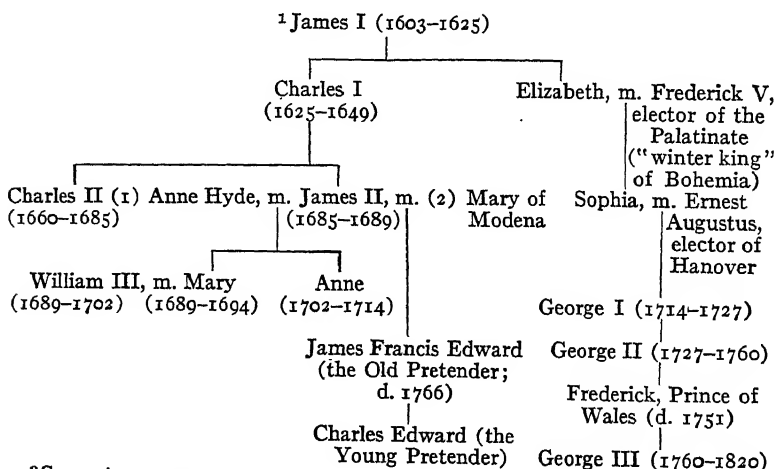 1 James I (1603–1625)
Charles I
(1625–1649)
Elizabeth, m. Frederick V,
elector of the
Palatinate
("winter king"
of Bohemia)
Charles II (1) Anne Hyde, m. James II, m. (2) Mary of
(1660–1685) (1685–1689) Modena
Sophia, m. Ernest
Augustus,
elector of
Hanover
William III, m. Mary Anne
(1689–1702) (1689–1694) (1702–1714)
George I (1714–1727)
James Francis Edward
(the Old Pretender;
d. 1766)
George II (1727–1760)
Frederick, Prince of
Wales (d. 1751)
Charles Edward (the
Young Pretender)
George III (1760–1820)